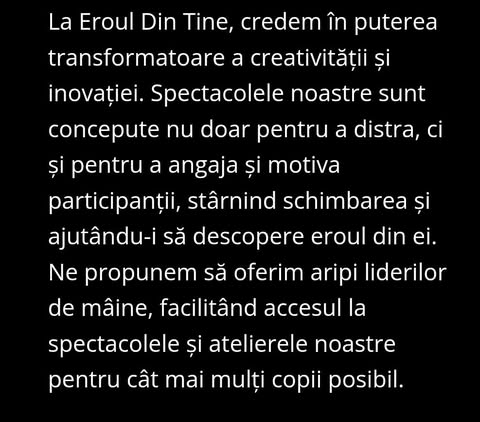 La Eroul Din Tine, credem în puterea
transformatoare a creativității și
inovației. Spectacolele noastre sunt
concepute nu doar pentru a distra, ci
și pentru a angaja și motiva
participanții, stârnind schimbarea și
ajutându-i să descopere eroul din ei.
Ne propunem să oferim aripi liderilor
de mâine, facilitând accesul la
spectacolele și atelierele noastre
pentru cât mai mulți copii posibil.